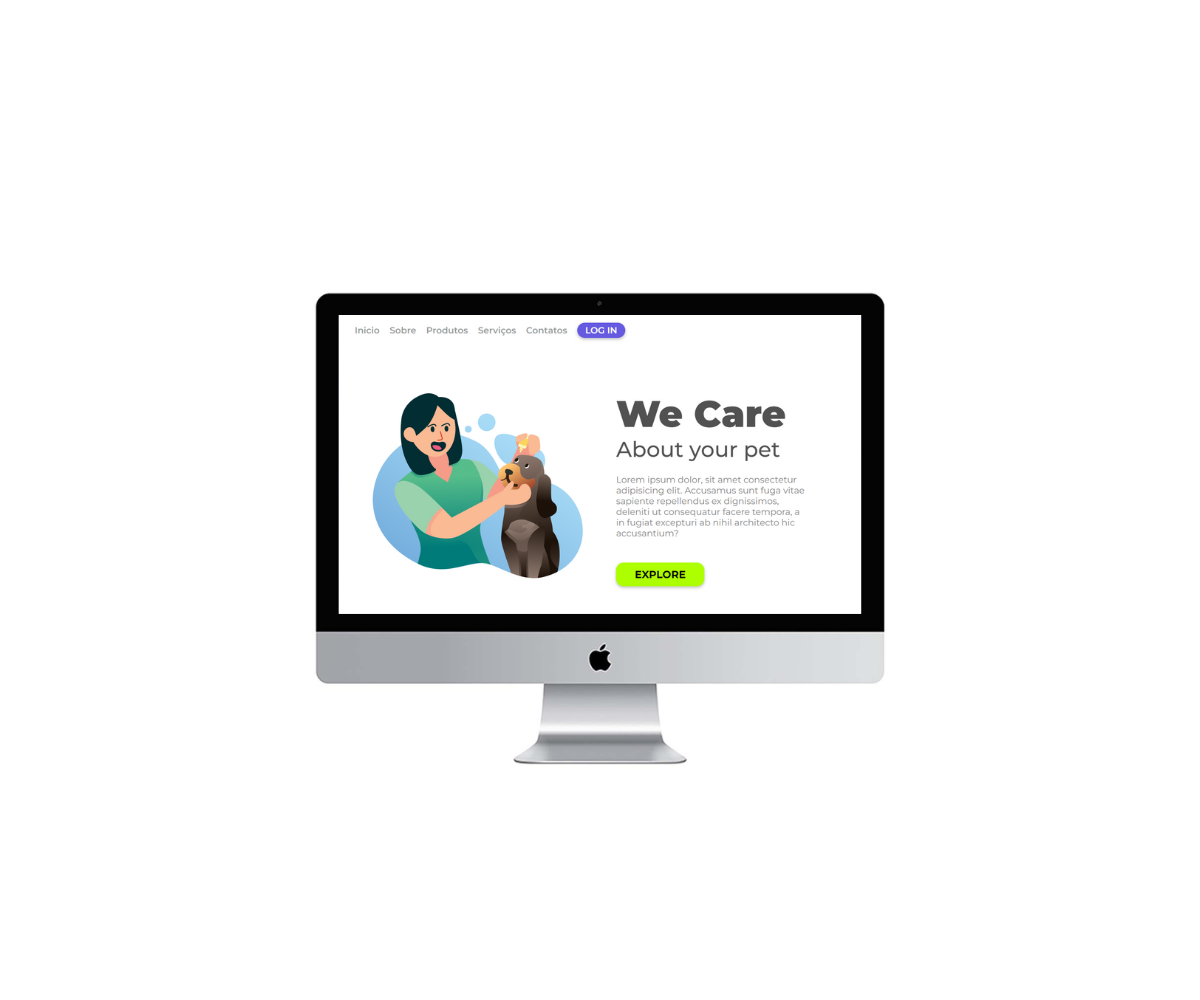 Inicio Sobre Produtos Serviços Contatos LOG IN
We Care
About your pet
Lorem ipsum dolor, sit amet consectetur
adipisicing elit. Accusamus sunt fuga vitae
sapiente repellendus ex dignissimos,
deleniti ut consequatur facere tempora, a
in fugiat excepturi ab nihil architecto hic
accusantium?
EXPLORE